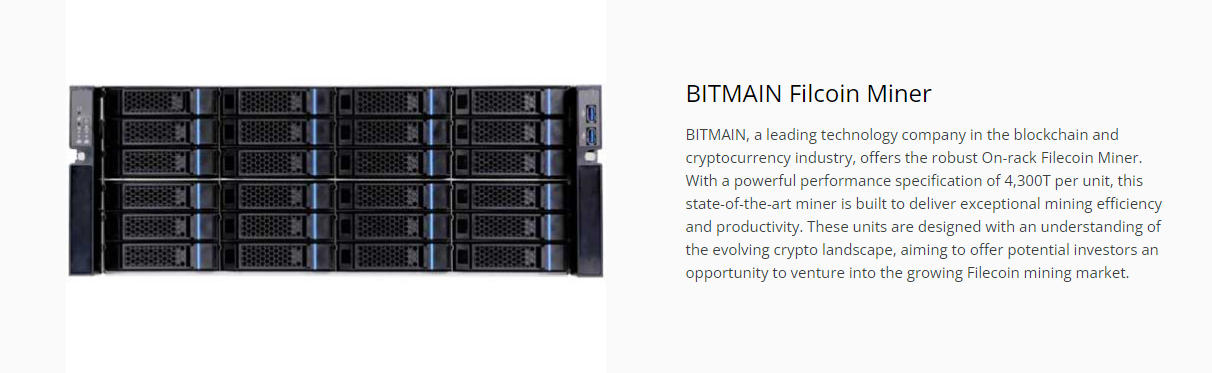 BITMAIN Filcoin Miner
BITMAIN, a leading technology company in the blockchain and
cryptocurrency industry, offers the robust On-rack Filecoin Miner.
With a powerful performance specification of 4,300T per unit, this
state-of-the-art miner is built to deliver exceptional mining efficiency
and productivity. These units are designed with an understanding of
the evolving crypto landscape, aiming to offer potential investors an
opportunity to venture into the growing Filecoin mining market.